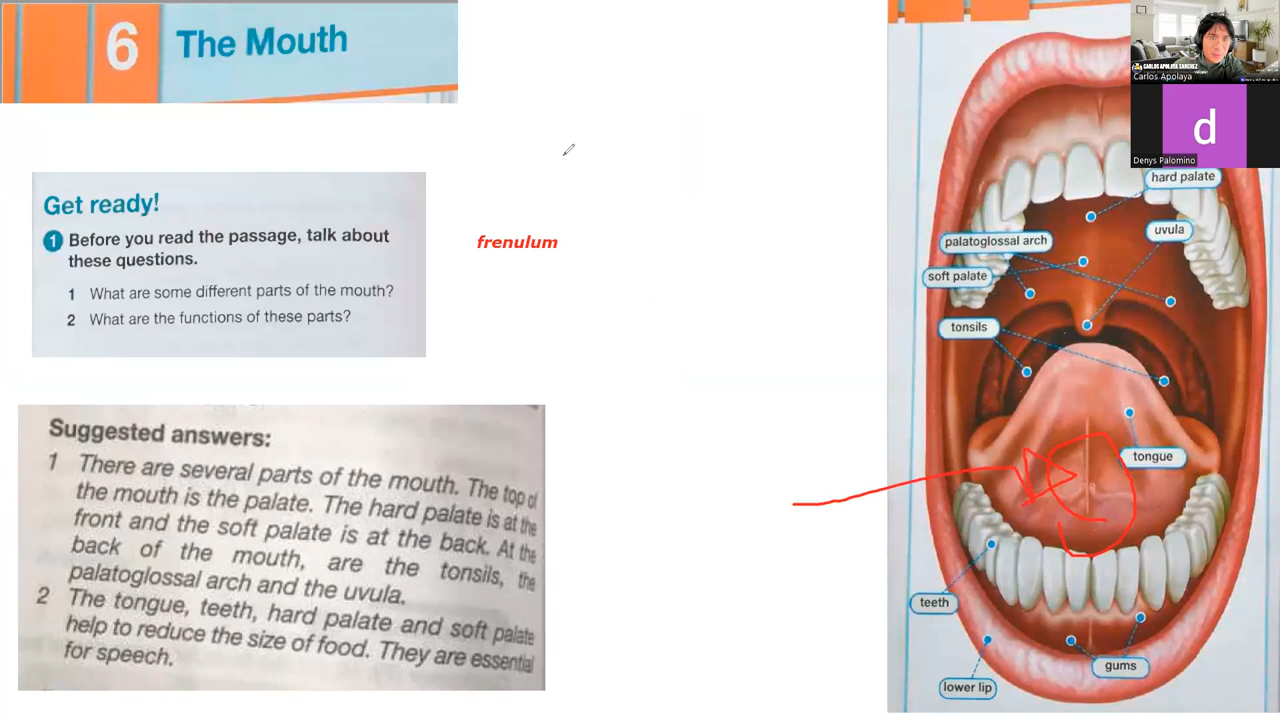 6 The Mouth
Get ready!
1 Before you read the passage, talk about
these questions.
1 What are some different parts of the mouth?
2 What are the functions of these parts?
frenulum
Suggested answers:
1 There are several parts of the mouth. The top of
the mouth is the palate. The hard palate is at the
front and the soft palate is at the back. At the
back of the mouth, are the tonsils, the
palatoglossal arch and the uvula.
2 The tongue, teeth, hard palate and soft palate
help to reduce the size of food. They are essential
for speech.
CARLOS APOLAYA SANCHEZ
Carlos Apolaya
d
Denys Palomino
hard palate
uvula
palatoglossal arch
soft palate
tonsils
tongue
teeth
gums
lower lip